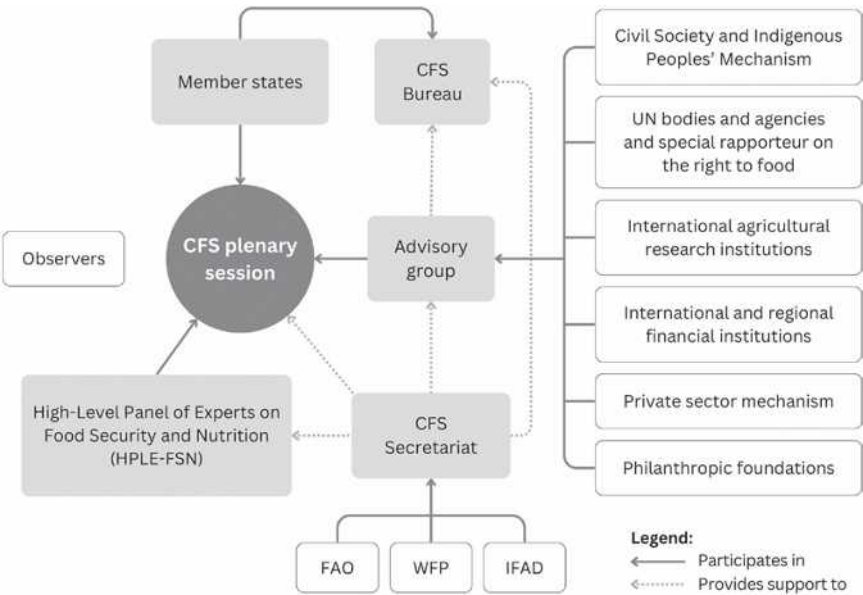 Member states
CFS
Bureau
Civil Society and Indigenous
Peoples’ Mechanism
UN bodies and agencies
and special rapporteur on
the right to food
Observers
CFS plenary
session
Advisory
group
International agricultural
research institutions
International and regional
financial institutions
High-Level Panel of Experts on
Food Security and Nutrition
(HPLE-FSN)
CFS
Secretariat
Private sector mechanism
Philanthropic foundations
FAO
WFP
IFAD
Legend:
Participates in
Provides support to